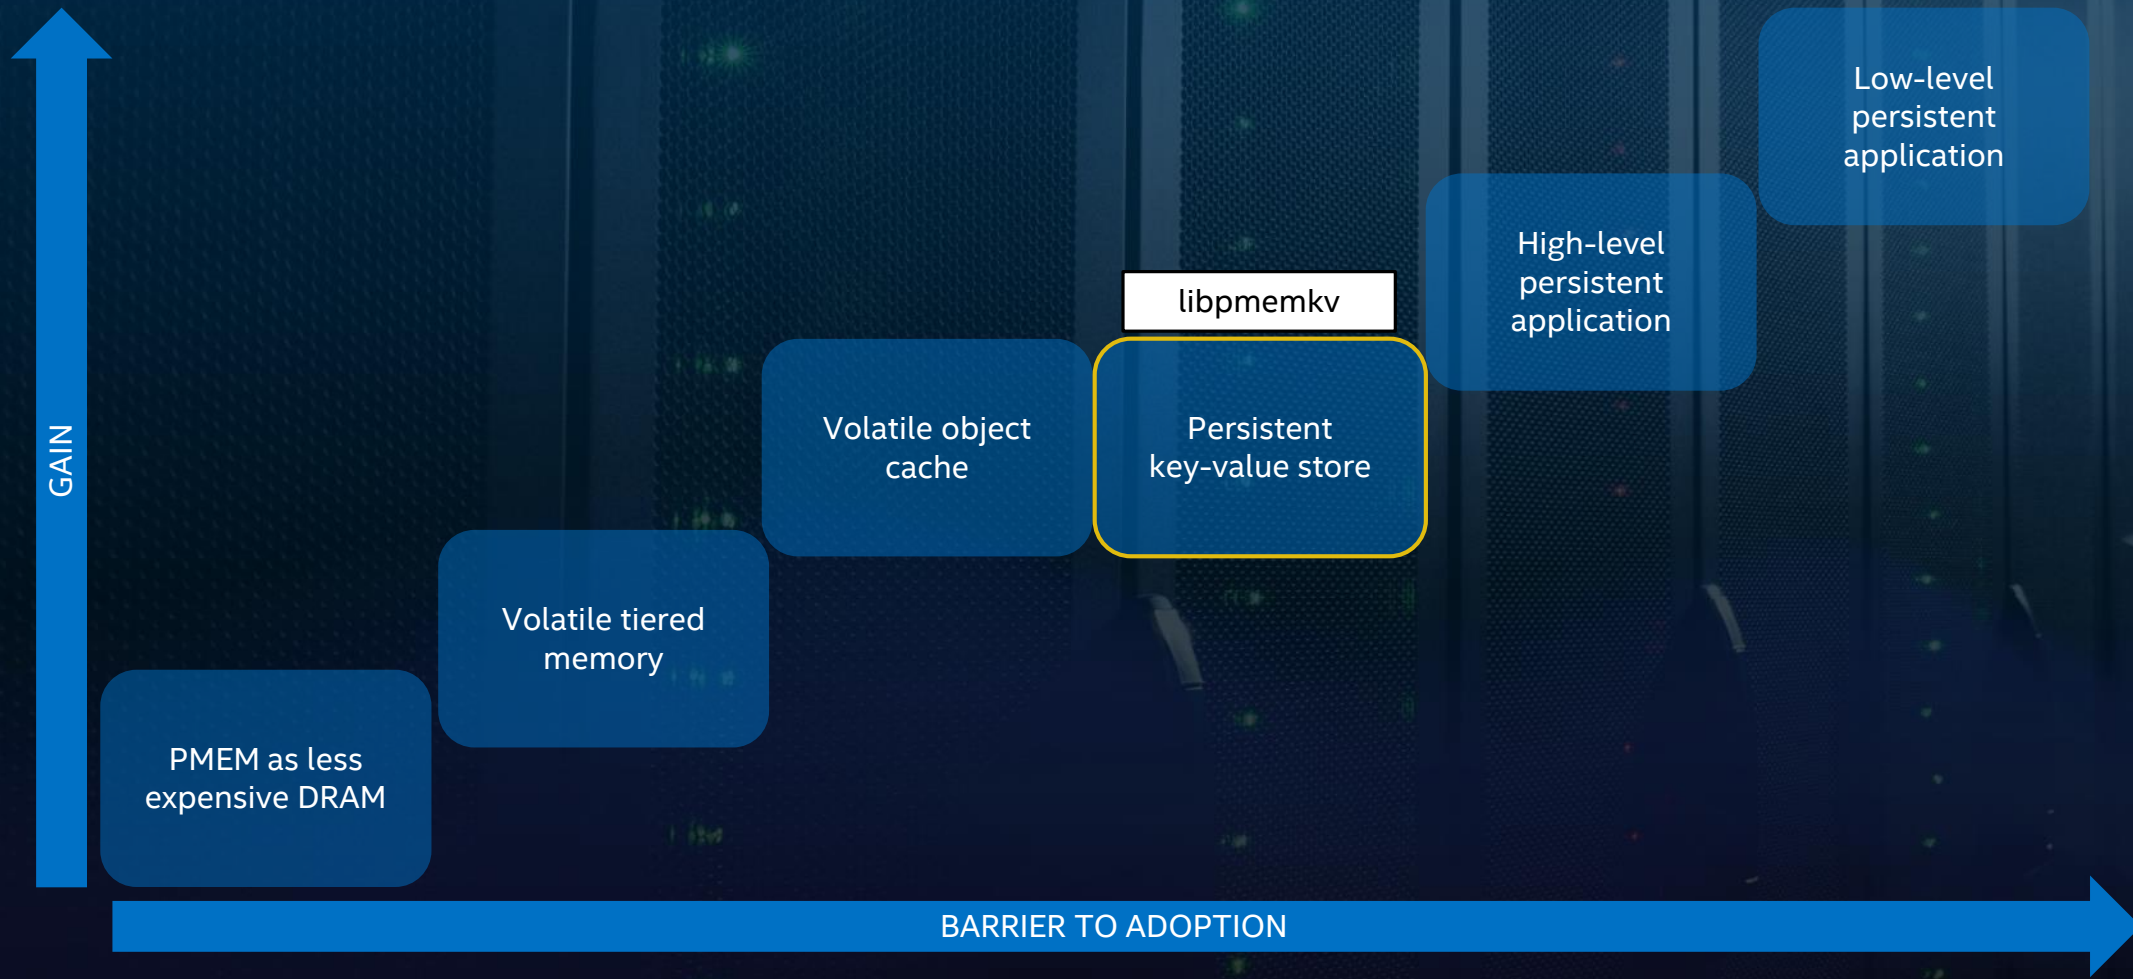 Low-level
persistent
application
High-level
persistent
application
libpmemkv
Volatile object
cache
Persistent
key-value store
GAIN
Volatile tiered
memory
PMEM as less
expensive DRAM
BARRIER TO ADOPTION